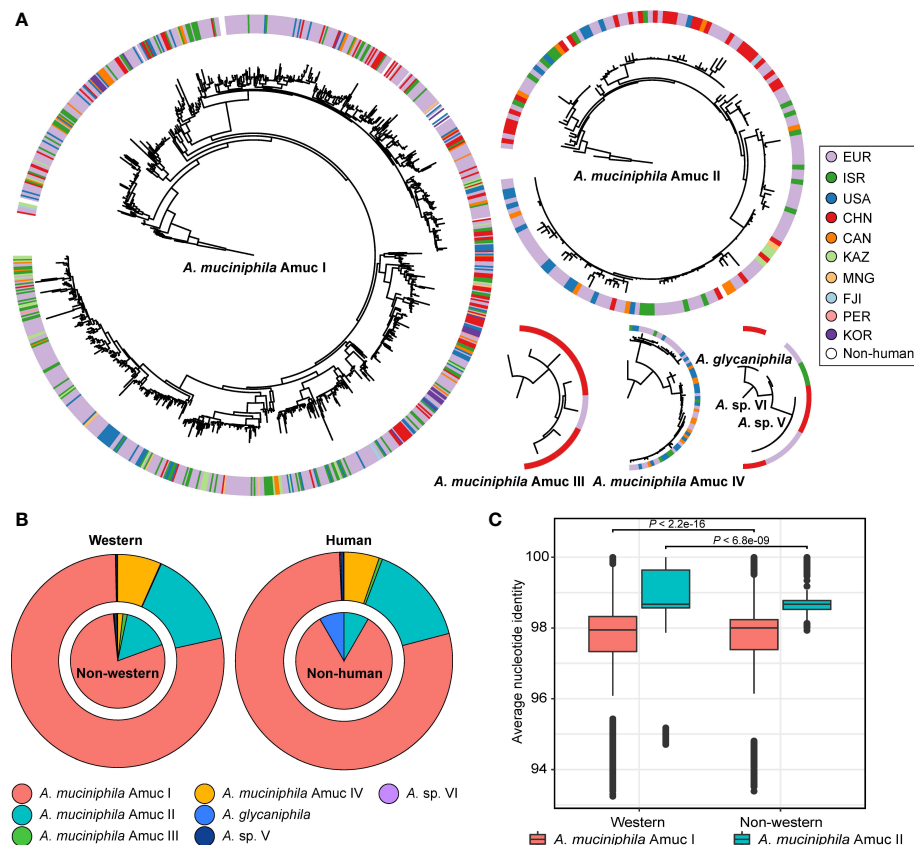 A
A. muciniphila Amuc I
A. muciniphila Amuc II
EUR
ISR
USA
CHN
CAN
KAZ
MNG
FJI
PER
KOR
Non-human
A. glycaniphila
A. sp. VI
A. sp. V
A. muciniphila Amuc III
A. muciniphila Amuc IV
B
Western
Human
Non-western
Non-human
A. muciniphila Amuc I
A. muciniphila Amuc II
A. muciniphila Amuc III
A. muciniphila Amuc IV
A. glycaniphila
A. sp. V
A. sp. VI
C
P < 2.2e-16
P < 6.8e-09
Average nucleotide identity
100
98
96
94
Western
Non-western
A. muciniphila Amuc I
A. muciniphila Amuc II